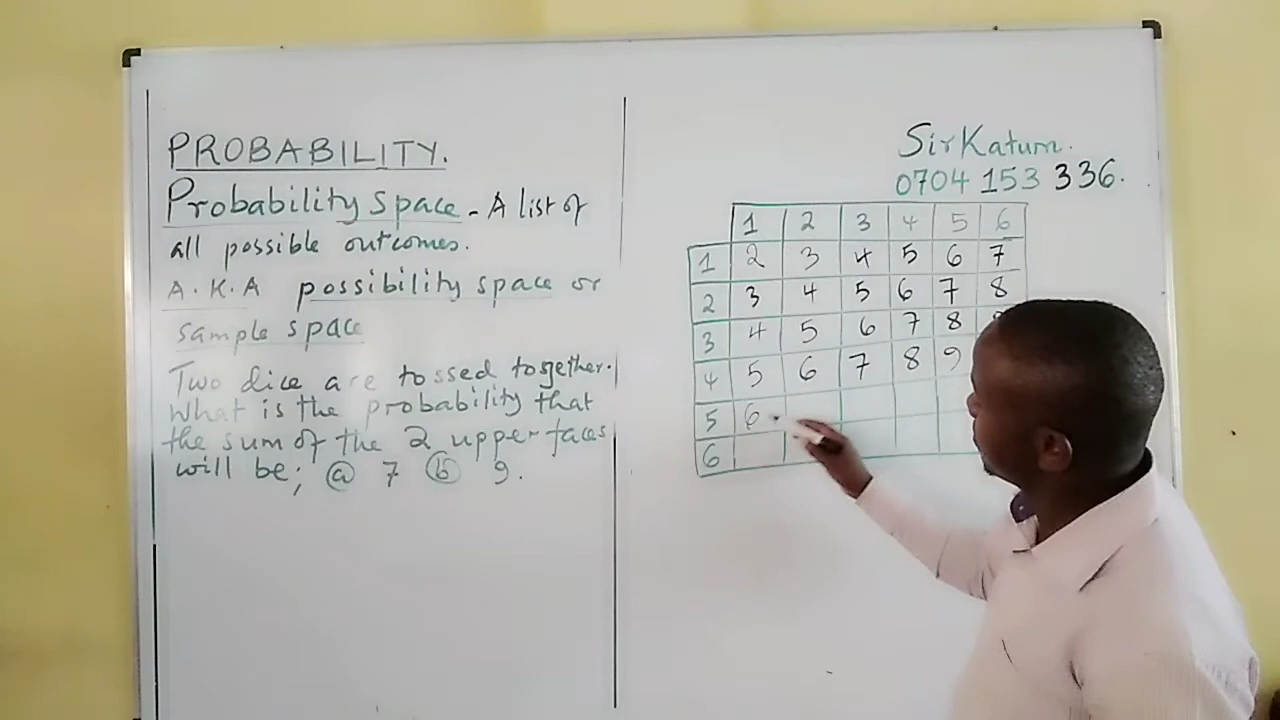 PROBABILITY.
Probability space - A list of
all possible outcomes.
A.K.A possibility space or
sample space
Two dice are tossed together.
What is the probability that
the sum of the 2 upper faces
will be; (a) 7 (b) 9.
Sir Katum.
0704 153 336.
1 2 3 4 5 6
1 2 3 4 5 6 7
2 3 4 5 6 7 8
3 4 5 6 7 8
4 5 6 7 8 9
5 6
6